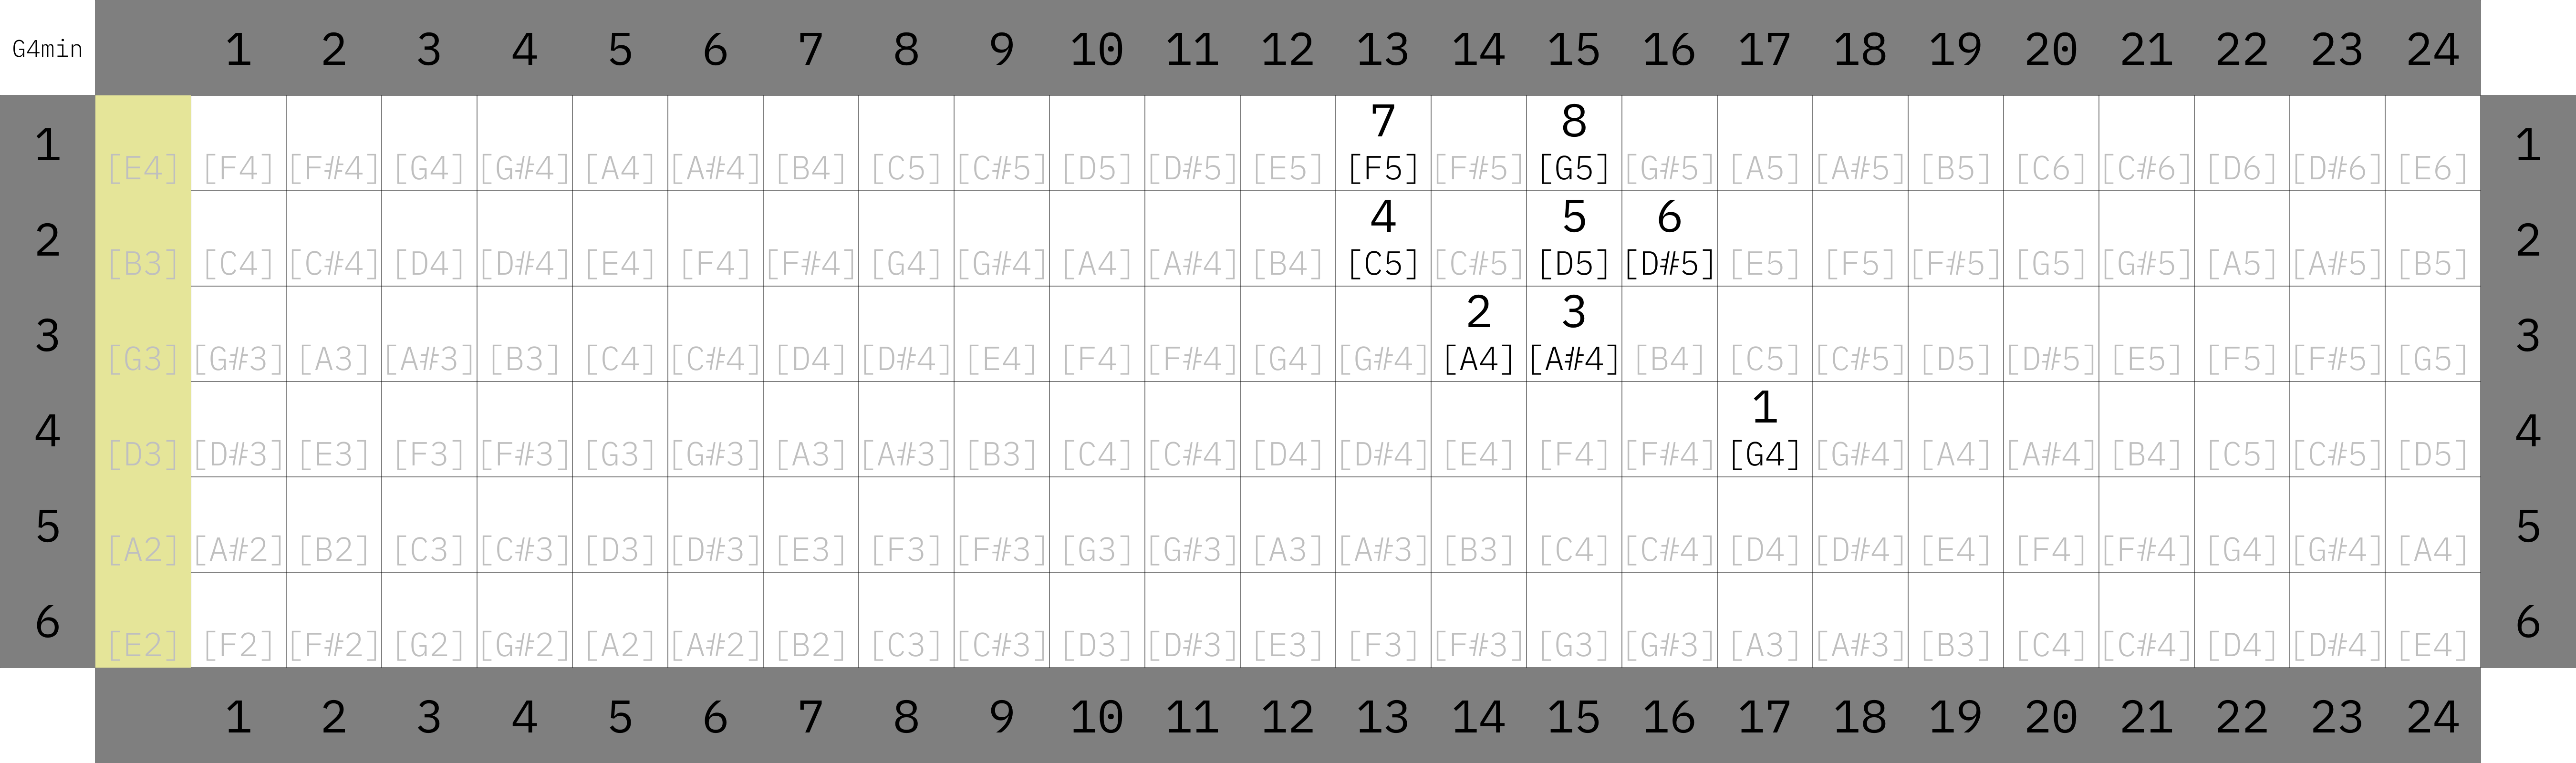 G4min 1 2 3 4 5 6 7 8 9 10 11 12 13 14 15 16 17 18 19 20 21 22 23 24
7 8
1 [E4] [F4] [F#4] [G4] [G#4] [A4] [A#4] [B4] [C5] [C#5] [D5] [D#5] [E5] [F5] [F#5] [G5] [G#5] [A5] [A#5] [B5] [C6] [C#6] [D6] [D#6] [E6] 1
4 5 6
2 [B3] [C4] [C#4] [D4] [D#4] [E4] [F4] [F#4] [G4] [G#4] [A4] [A#4] [B4] [C5] [C#5] [D5] [D#5] [E5] [F5] [F#5] [G5] [G#5] [A5] [A#5] [B5] 2
2 3
3 [G3] [G#3] [A3] [A#3] [B3] [C4] [C#4] [D4] [D#4] [E4] [F4] [F#4] [G4] [G#4] [A4] [A#4] [B4] [C5] [C#5] [D5] [D#5] [E5] [F5] [F#5] [G5] 3
1
4 [D3] [D#3] [E3] [F3] [F#3] [G3] [G#3] [A3] [A#3] [B3] [C4] [C#4] [D4] [D#4] [E4] [F4] [F#4] [G4] [G#4] [A4] [A#4] [B4] [C5] [C#5] [D5] 4
5 [A2] [A#2] [B2] [C3] [C#3] [D3] [D#3] [E3] [F3] [F#3] [G3] [G#3] [A3] [A#3] [B3] [C4] [C#4] [D4] [D#4] [E4] [F4] [F#4] [G4] [G#4] [A4] 5
6 [E2] [F2] [F#2] [G2] [G#2] [A2] [A#2] [B2] [C3] [C#3] [D3] [D#3] [E3] [F3] [F#3] [G3] [G#3] [A3] [A#3] [B3] [C4] [C#4] [D4] [D#4] [E4] 6
1 2 3 4 5 6 7 8 9 10 11 12 13 14 15 16 17 18 19 20 21 22 23 24